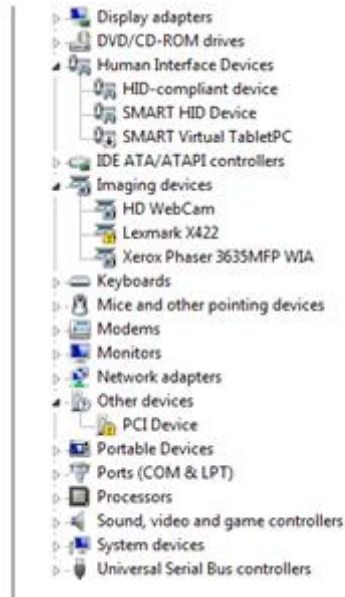 Display adapters
DVD/CD-ROM drives
Human Interface Devices
HID-compliant device
SMART HID Device
SMART Virtual TabletPC
IDE ATA/ATAPI controllers
Imaging devices
HD WebCam
Lexmark X422
Xerox Phaser 3635MFP WIA
Keyboards
Mice and other pointing devices
Modems
Monitors
Network adapters
Other devices
PCI Device
Portable Devices
Ports (COM & LPT)
Processors
Sound, video and game controllers
System devices
Universal Serial Bus controllers